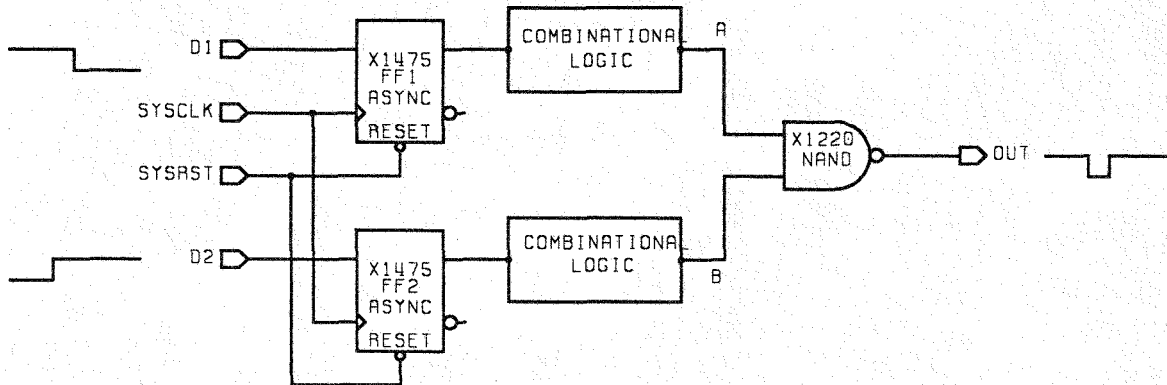 D1
X1475
FF1
ASYNC
RESET
COMBINATIONAL
LOGIC
A
SYSCLK
SYSRST
X1220
NAND
OUT
D2
X1475
FF2
ASYNC
RESET
COMBINATIONAL
LOGIC
B